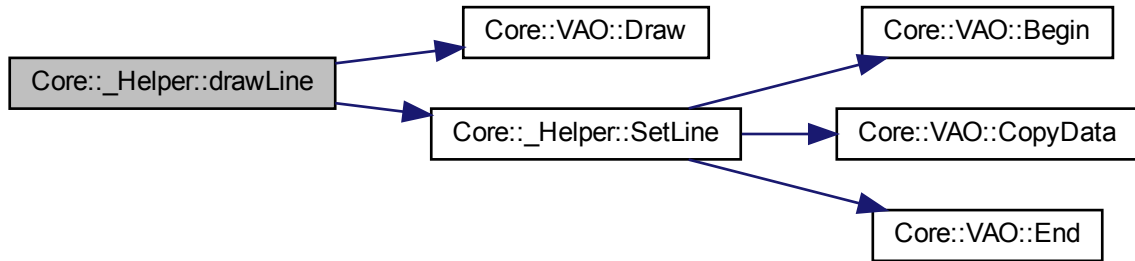 Core::_Helper::drawLine
Core::VAO::Draw
Core::_Helper::SetLine
Core::VAO::Begin
Core::VAO::CopyData
Core::VAO::End